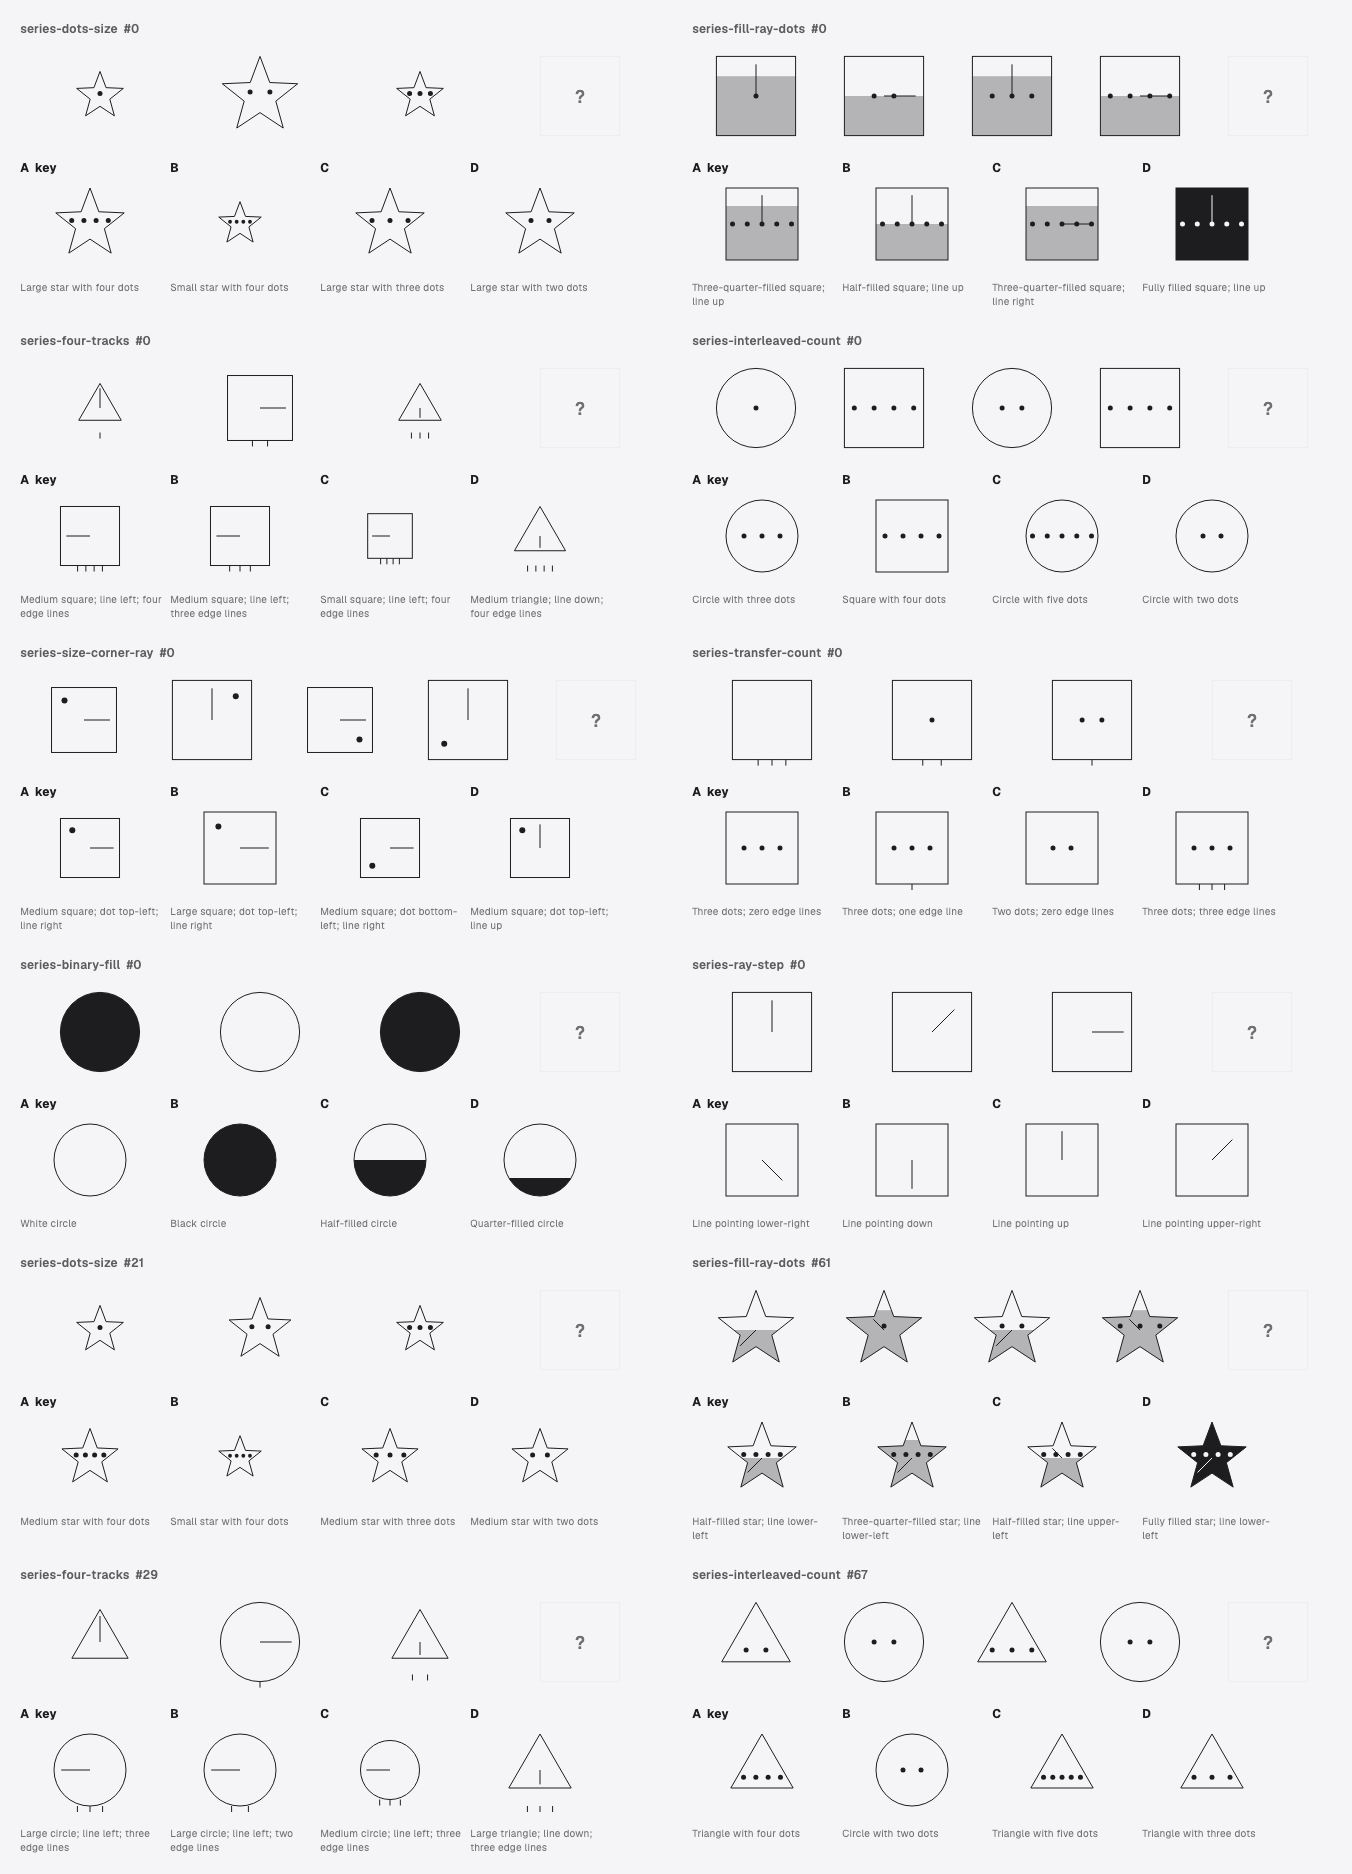 series-dots-size #0
?
A key
B
C
D
Large star with four dots
Small star with four dots
Large star with three dots
Large star with two dots
series-fill-ray-dots #0
?
A key
B
C
D
Three-quarter-filled square;
line up
Half-filled square; line up
Three-quarter-filled square;
line right
Fully filled square; line up
series-four-tracks #0
?
A key
B
C
D
Medium square; line left; four
edge lines
Medium square; line left;
three edge lines
Small square; line left; four
edge lines
Medium triangle; line down;
four edge lines
series-interleaved-count #0
?
A key
B
C
D
Circle with three dots
Square with four dots
Circle with five dots
Circle with two dots
series-size-corner-ray #0
?
A key
B
C
D
Medium square; dot top-left;
line right
Large square; dot top-left;
line right
Medium square; dot bottom-
left; line right
Medium square; dot top-left;
line up
series-transfer-count #0
?
A key
B
C
D
Three dots; zero edge lines
Three dots; one edge line
Two dots; zero edge lines
Three dots; three edge lines
series-binary-fill #0
?
A key
B
C
D
White circle
Black circle
Half-filled circle
Quarter-filled circle
series-ray-step #0
?
A key
B
C
D
Line pointing lower-right
Line pointing down
Line pointing up
Line pointing upper-right
series-dots-size #21
?
A key
B
C
D
Medium star with four dots
Small star with four dots
Medium star with three dots
Medium star with two dots
series-fill-ray-dots #61
?
A key
B
C
D
Half-filled star; line lower-
left
Three-quarter-filled star; line
lower-left
Half-filled star; line upper-
left
Fully filled star; line lower-
left
series-four-tracks #29
?
A key
B
C
D
Large circle; line left; three
edge lines
Large circle; line left; two
edge lines
Medium circle; line left; three
edge lines
Large triangle; line down;
three edge lines
series-interleaved-count #67
?
A key
B
C
D
Triangle with four dots
Circle with two dots
Triangle with five dots
Triangle with three dots